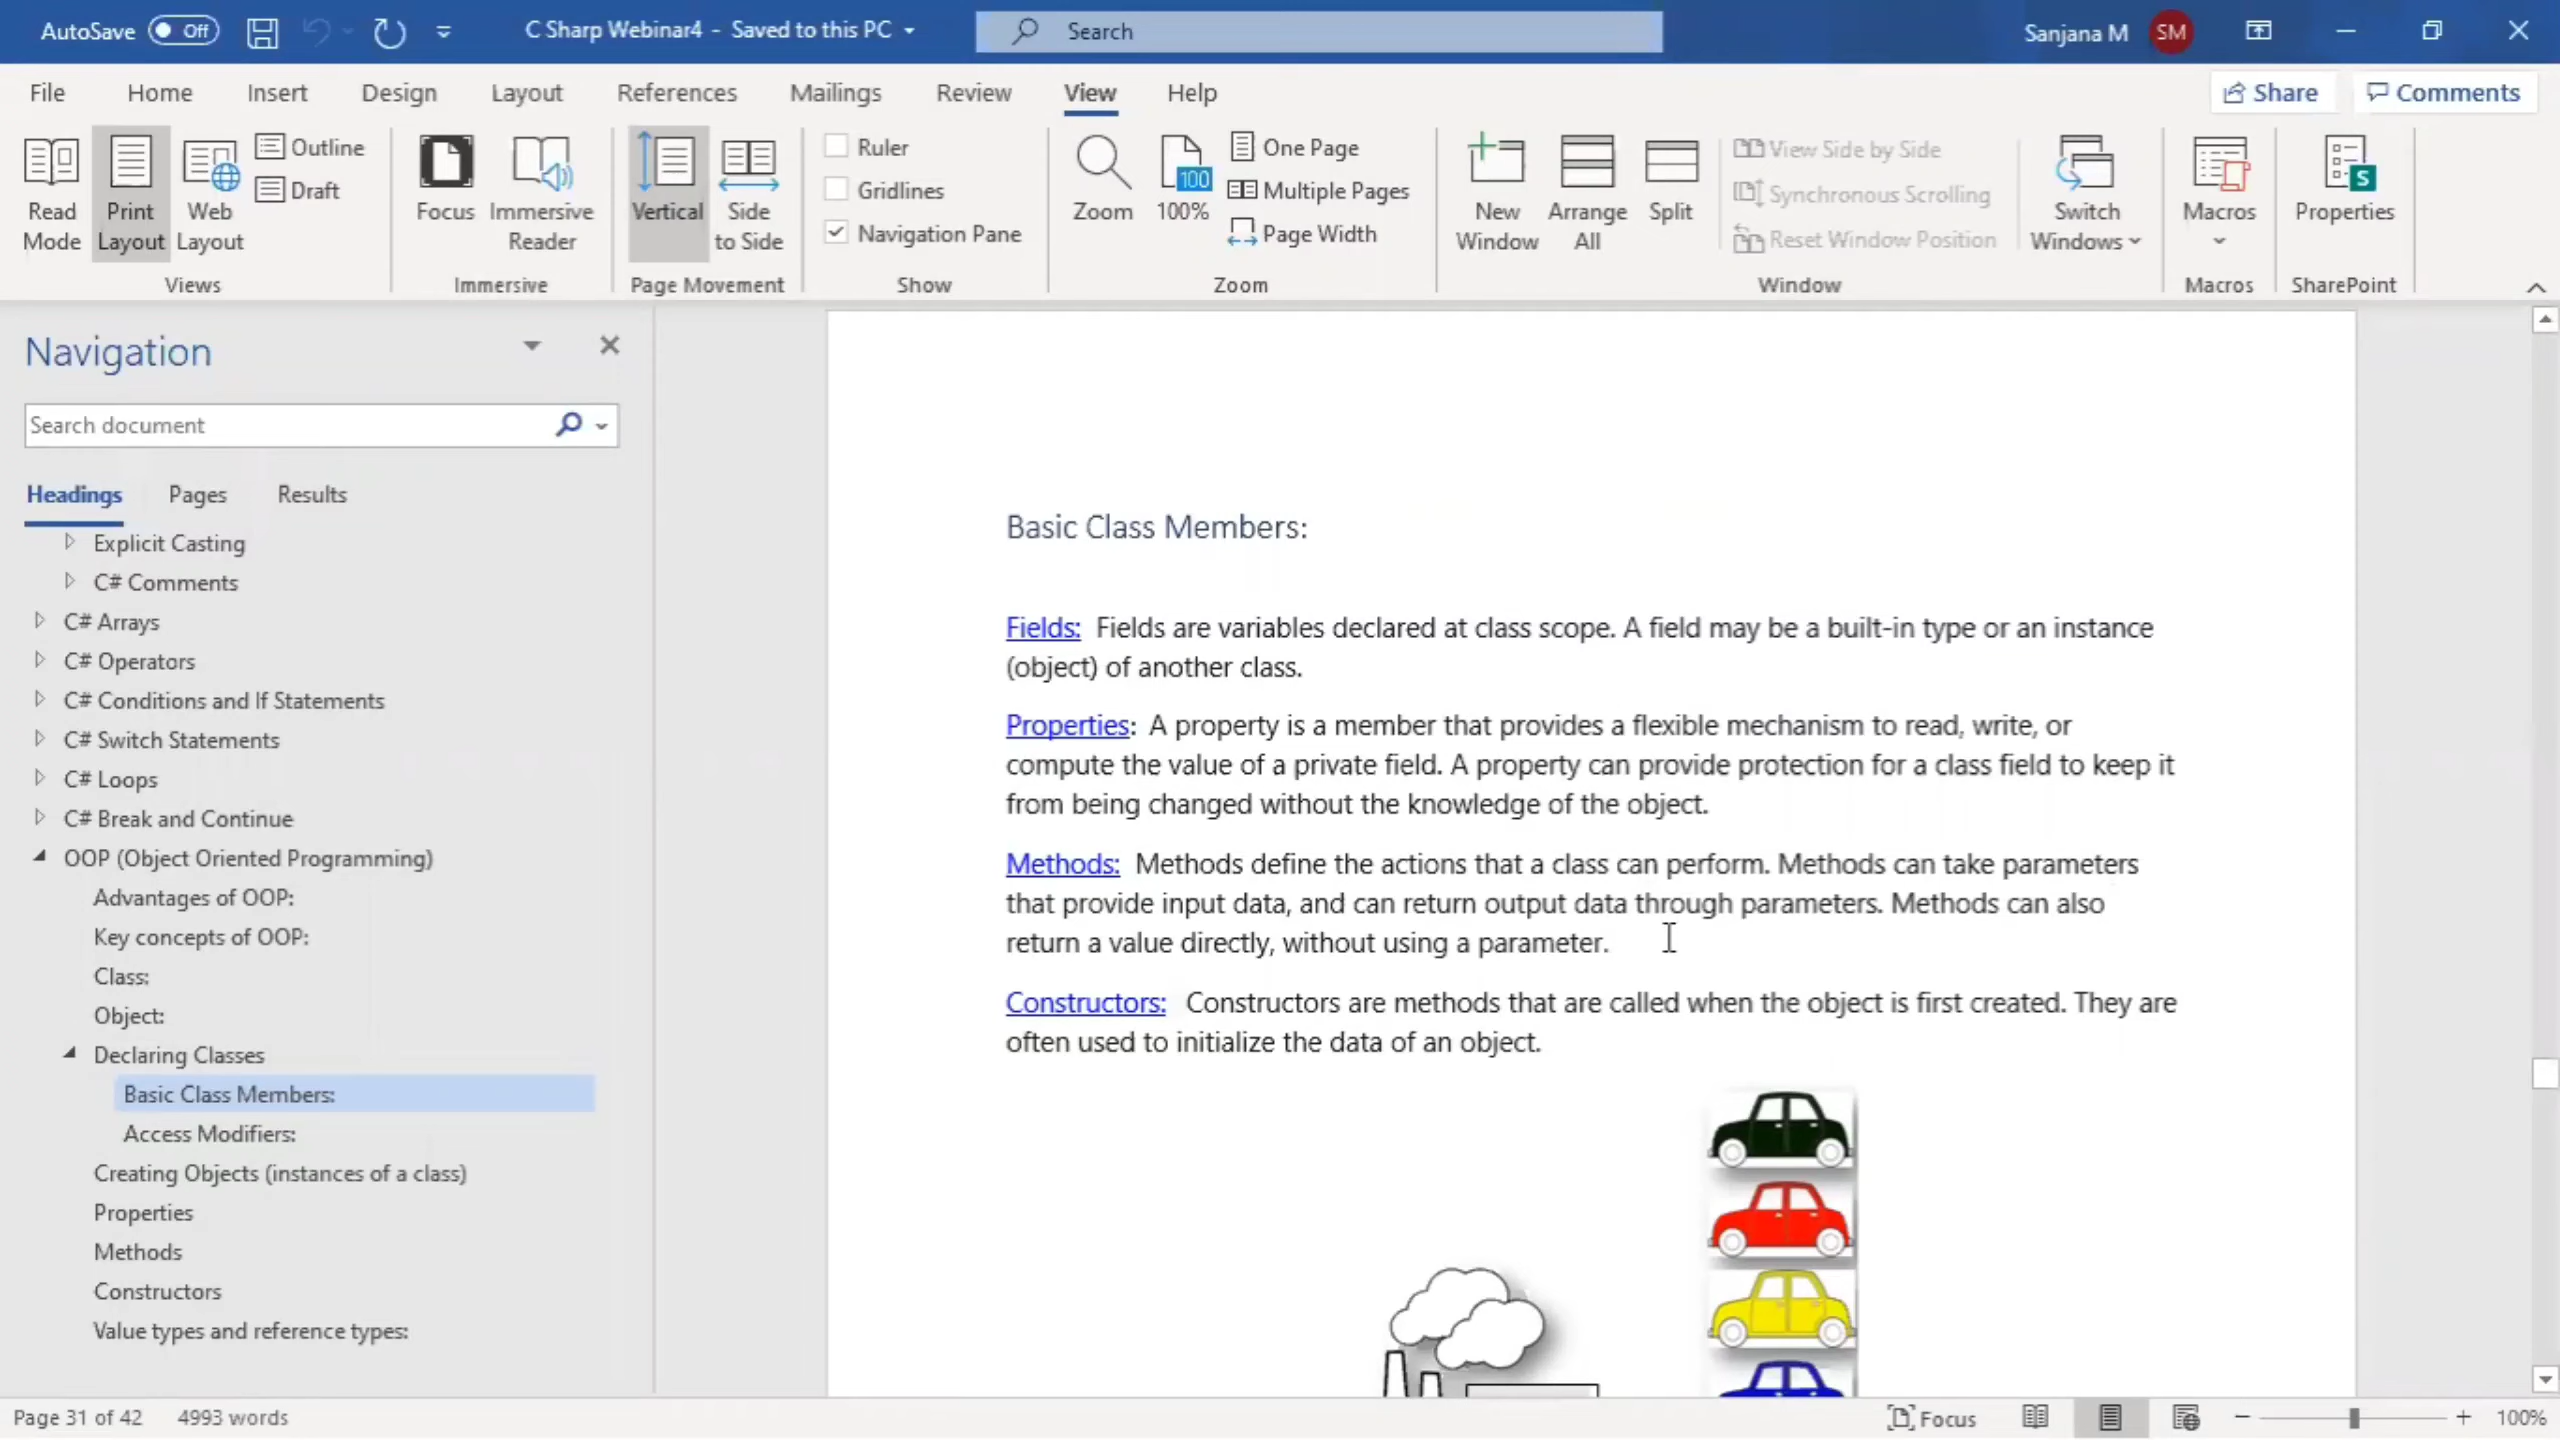 AutoSave Off
C Sharp Webinar4 - Saved to this PC
Search
Sanjana M SM
File Home Insert Design Layout References Mailings Review View Help
Share Comments
Read Mode
Print Layout
Web Layout
Outline
Draft
Views
Focus
Immersive Reader
Immersive
Vertical
Side to Side
Page Movement
Ruler
Gridlines
Navigation Pane
Show
Zoom
100
100%
One Page
Multiple Pages
Page Width
Zoom
New Window
Arrange All
Split
View Side by Side
Synchronous Scrolling
Reset Window Position
Switch Windows
Window
Macros
Macros
S
Properties
SharePoint
Navigation
Search document
Headings Pages Results
Explicit Casting
C# Comments
C# Arrays
C# Operators
C# Conditions and If Statements
C# Switch Statements
C# Loops
C# Break and Continue
OOP (Object Oriented Programming)
Advantages of OOP:
Key concepts of OOP:
Class:
Object:
Declaring Classes
Basic Class Members:
Access Modifiers:
Creating Objects (instances of a class)
Properties
Methods
Constructors
Value types and reference types:
Basic Class Members:
Fields: Fields are variables declared at class scope. A field may be a built-in type or an instance
(object) of another class.
Properties: A property is a member that provides a flexible mechanism to read, write, or
compute the value of a private field. A property can provide protection for a class field to keep it
from being changed without the knowledge of the object.
Methods: Methods define the actions that a class can perform. Methods can take parameters
that provide input data, and can return output data through parameters. Methods can also
return a value directly, without using a parameter.
Constructors: Constructors are methods that are called when the object is first created. They are
often used to initialize the data of an object.
Page 31 of 42 4993 words
Focus
100%